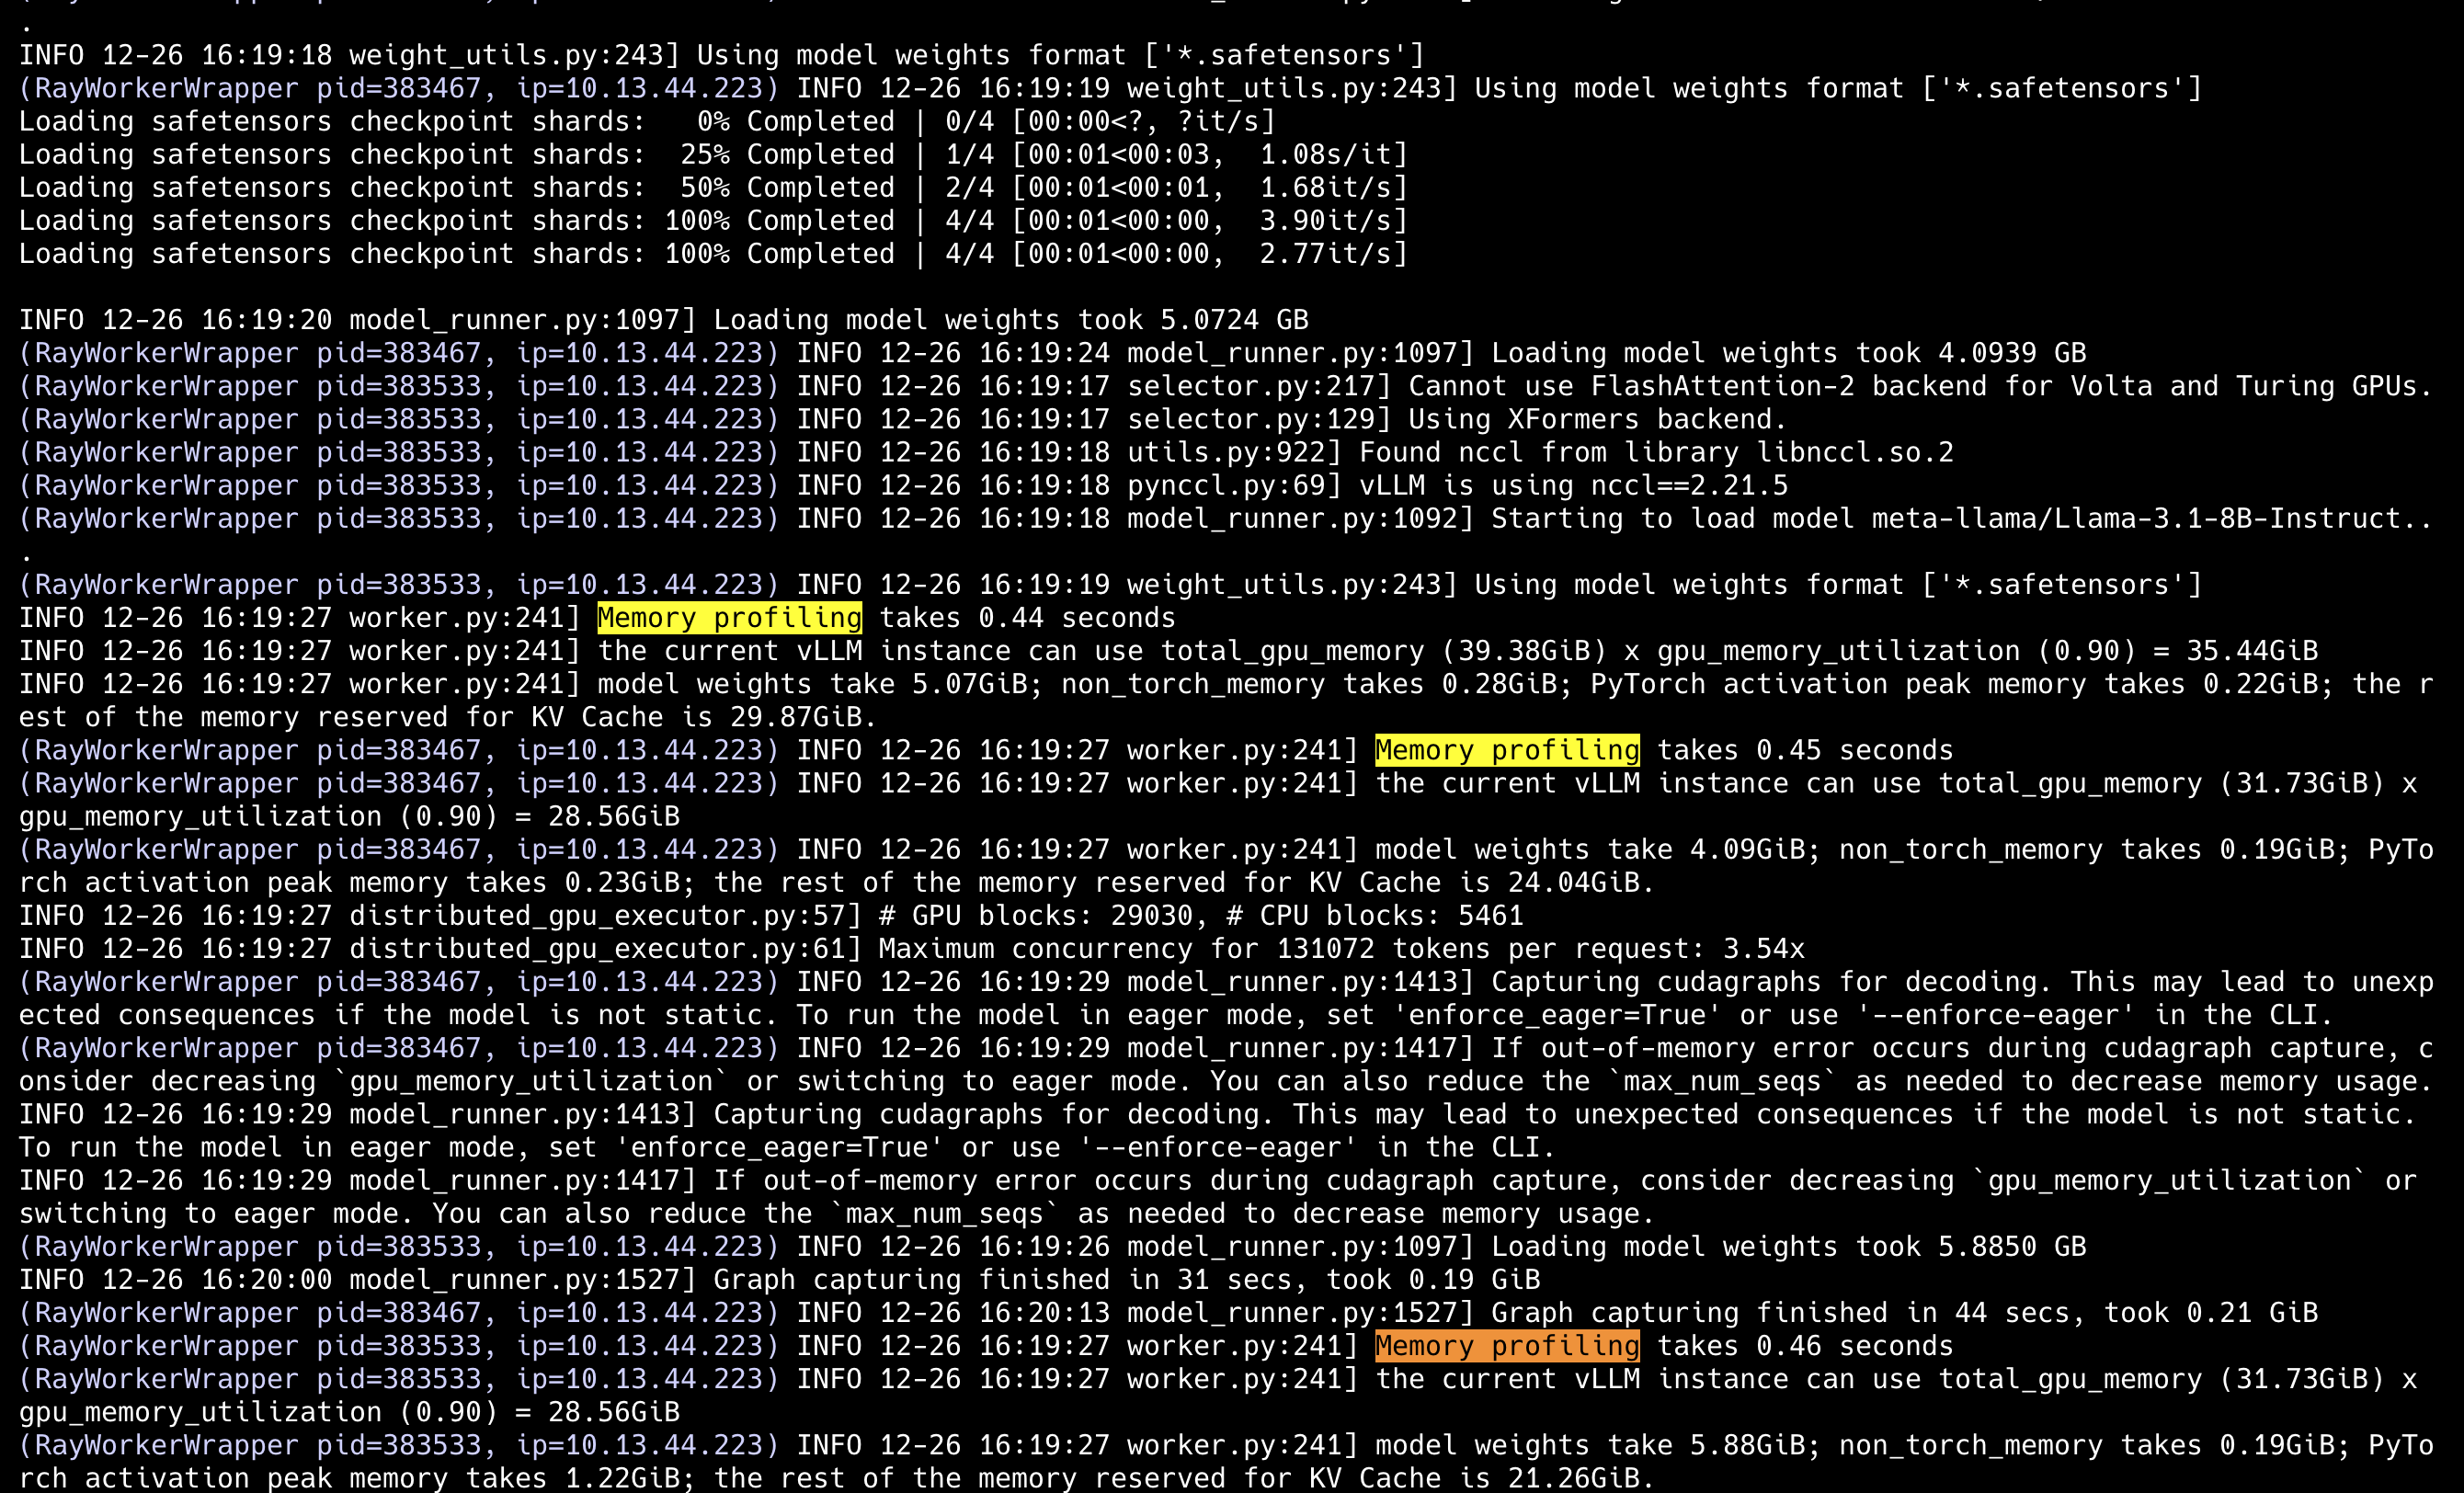 .
INFO 12-26 16:19:18 weight_utils.py:243] Using model weights format ['*.safetensors']
(RayWorkerWrapper pid=383467, ip=10.13.44.223) INFO 12-26 16:19:19 weight_utils.py:243] Using model weights format ['*.safetensors']
Loading safetensors checkpoint shards:   0% Completed | 0/4 [00:00<?, ?it/s]
Loading safetensors checkpoint shards:  25% Completed | 1/4 [00:01<00:03,  1.08s/it]
Loading safetensors checkpoint shards:  50% Completed | 2/4 [00:01<00:01,  1.68it/s]
Loading safetensors checkpoint shards: 100% Completed | 4/4 [00:01<00:00,  3.90it/s]
Loading safetensors checkpoint shards: 100% Completed | 4/4 [00:01<00:00,  2.77it/s]

INFO 12-26 16:19:20 model_runner.py:1097] Loading model weights took 5.0724 GB
(RayWorkerWrapper pid=383467, ip=10.13.44.223) INFO 12-26 16:19:24 model_runner.py:1097] Loading model weights took 4.0939 GB
(RayWorkerWrapper pid=383533, ip=10.13.44.223) INFO 12-26 16:19:17 selector.py:217] Cannot use FlashAttention-2 backend for Volta and Turing GPUs.
(RayWorkerWrapper pid=383533, ip=10.13.44.223) INFO 12-26 16:19:17 selector.py:129] Using XFormers backend.
(RayWorkerWrapper pid=383533, ip=10.13.44.223) INFO 12-26 16:19:18 utils.py:922] Found nccl from library libnccl.so.2
(RayWorkerWrapper pid=383533, ip=10.13.44.223) INFO 12-26 16:19:18 pynccl.py:69] vLLM is using nccl==2.21.5
(RayWorkerWrapper pid=383533, ip=10.13.44.223) INFO 12-26 16:19:18 model_runner.py:1092] Starting to load model meta-llama/Llama-3.1-8B-Instruct..
.
(RayWorkerWrapper pid=383533, ip=10.13.44.223) INFO 12-26 16:19:19 weight_utils.py:243] Using model weights format ['*.safetensors']
INFO 12-26 16:19:27 worker.py:241] Memory profiling takes 0.44 seconds
INFO 12-26 16:19:27 worker.py:241] the current vLLM instance can use total_gpu_memory (39.38GiB) x gpu_memory_utilization (0.90) = 35.44GiB
INFO 12-26 16:19:27 worker.py:241] model weights take 5.07GiB; non_torch_memory takes 0.28GiB; PyTorch activation peak memory takes 0.22GiB; the r
est of the memory reserved for KV Cache is 29.87GiB.
(RayWorkerWrapper pid=383467, ip=10.13.44.223) INFO 12-26 16:19:27 worker.py:241] Memory profiling takes 0.45 seconds
(RayWorkerWrapper pid=383467, ip=10.13.44.223) INFO 12-26 16:19:27 worker.py:241] the current vLLM instance can use total_gpu_memory (31.73GiB) x
gpu_memory_utilization (0.90) = 28.56GiB
(RayWorkerWrapper pid=383467, ip=10.13.44.223) INFO 12-26 16:19:27 worker.py:241] model weights take 4.09GiB; non_torch_memory takes 0.19GiB; PyTo
rch activation peak memory takes 0.23GiB; the rest of the memory reserved for KV Cache is 24.04GiB.
INFO 12-26 16:19:27 distributed_gpu_executor.py:57] # GPU blocks: 29030, # CPU blocks: 5461
INFO 12-26 16:19:27 distributed_gpu_executor.py:61] Maximum concurrency for 131072 tokens per request: 3.54x
(RayWorkerWrapper pid=383467, ip=10.13.44.223) INFO 12-26 16:19:29 model_runner.py:1413] Capturing cudagraphs for decoding. This may lead to unexp
ected consequences if the model is not static. To run the model in eager mode, set 'enforce_eager=True' or use '--enforce-eager' in the CLI.
(RayWorkerWrapper pid=383467, ip=10.13.44.223) INFO 12-26 16:19:29 model_runner.py:1417] If out-of-memory error occurs during cudagraph capture, c
onsider decreasing `gpu_memory_utilization` or switching to eager mode. You can also reduce the `max_num_seqs` as needed to decrease memory usage.
INFO 12-26 16:19:29 model_runner.py:1413] Capturing cudagraphs for decoding. This may lead to unexpected consequences if the model is not static.
To run the model in eager mode, set 'enforce_eager=True' or use '--enforce-eager' in the CLI.
INFO 12-26 16:19:29 model_runner.py:1417] If out-of-memory error occurs during cudagraph capture, consider decreasing `gpu_memory_utilization` or
switching to eager mode. You can also reduce the `max_num_seqs` as needed to decrease memory usage.
(RayWorkerWrapper pid=383533, ip=10.13.44.223) INFO 12-26 16:19:26 model_runner.py:1097] Loading model weights took 5.8850 GB
INFO 12-26 16:20:00 model_runner.py:1527] Graph capturing finished in 31 secs, took 0.19 GiB
(RayWorkerWrapper pid=383467, ip=10.13.44.223) INFO 12-26 16:20:13 model_runner.py:1527] Graph capturing finished in 44 secs, took 0.21 GiB
(RayWorkerWrapper pid=383533, ip=10.13.44.223) INFO 12-26 16:19:27 worker.py:241] Memory profiling takes 0.46 seconds
(RayWorkerWrapper pid=383533, ip=10.13.44.223) INFO 12-26 16:19:27 worker.py:241] the current vLLM instance can use total_gpu_memory (31.73GiB) x
gpu_memory_utilization (0.90) = 28.56GiB
(RayWorkerWrapper pid=383533, ip=10.13.44.223) INFO 12-26 16:19:27 worker.py:241] model weights take 5.88GiB; non_torch_memory takes 0.19GiB; PyTo
rch activation peak memory takes 1.22GiB; the rest of the memory reserved for KV Cache is 21.26GiB.